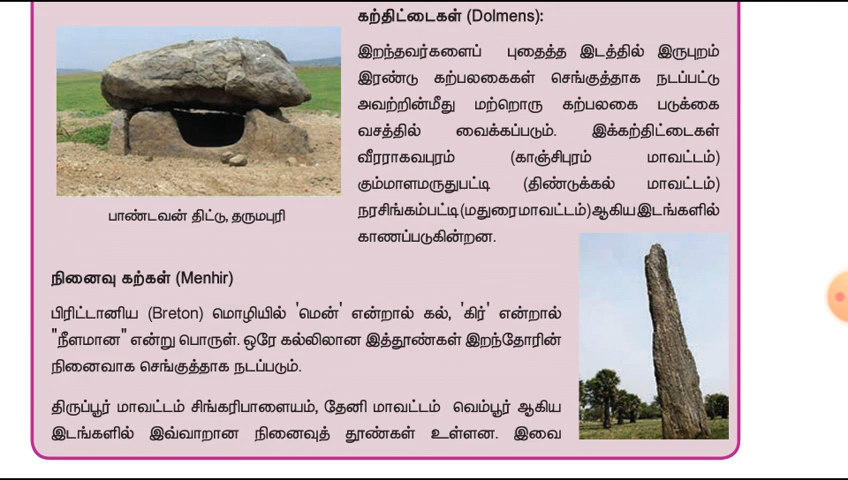 கற்திட்டைகள் (Dolmens):
இறந்தவர்களைப் புதைத்த இடத்தில் இருபுறம்
இரண்டு கற்பலகைகள் செங்குத்தாக நடப்பட்டு
அவற்றின்மீது மற்றொரு கற்பலகை படுக்கை
வசத்தில் வைக்கப்படும். இக்கற்திட்டைகள்
வீரராகவபுரம் (காஞ்சிபுரம் மாவட்டம்)
கும்மாளமருதுபட்டி (திண்டுக்கல் மாவட்டம்)
நரசிங்கம்பட்டி(மதுரைமாவட்டம்)ஆகியஇடங்களில்
காணப்படுகின்றன.
பாண்டவன் திட்டு, தருமபுரி
நினைவு கற்கள் (Menhir)
பிரிட்டானிய (Breton) மொழியில் 'மென்' என்றால் கல், 'கிர்' என்றால்
"நீளமான" என்று பொருள். ஒரே கல்லிலான இத்தூண்கள் இறந்தோரின்
நினைவாக செங்குத்தாக நடப்படும்.
திருப்பூர் மாவட்டம் சிங்கரிபாளையம், தேனி மாவட்டம் வெம்பூர் ஆகிய
இடங்களில் இவ்வாறான நினைவுத் தூண்கள் உள்ளன. இவை